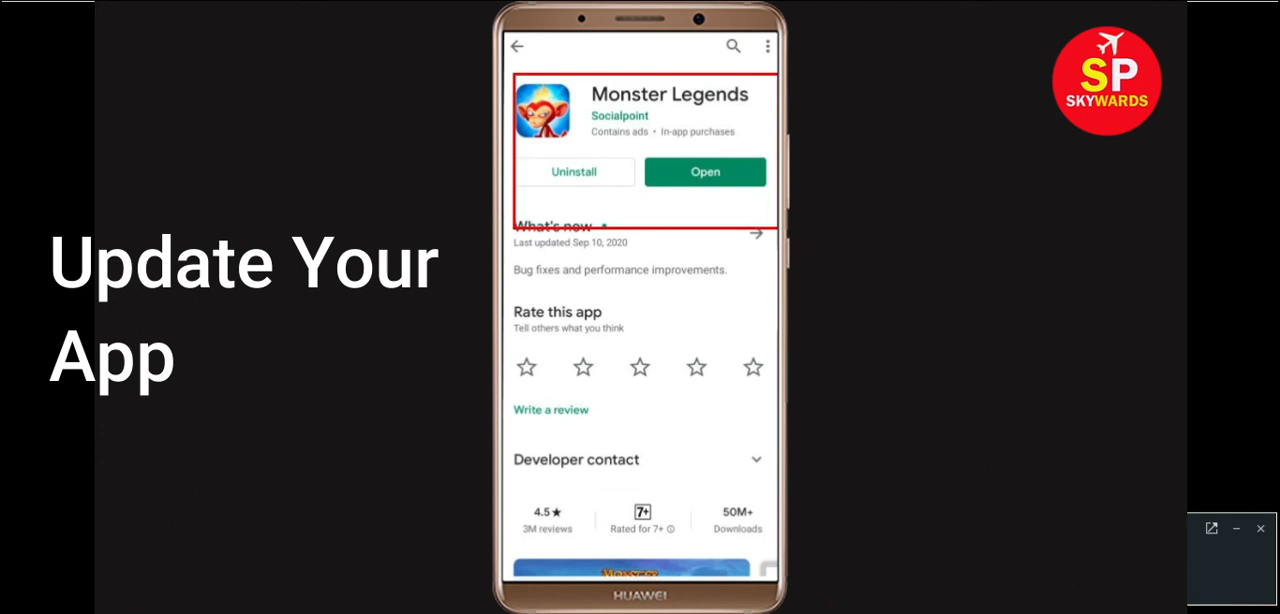 SP
SKYWARDS
Update Your
App
Monster Legends
Socialpoint
Contains ads • In-app purchases
Uninstall
Open
What's new
Last updated Sep 10, 2020
Bug fixes and performance improvements.
Rate this app
Tell others what you think
Write a review
Developer contact
4.5★
3M reviews
7+
Rated for 7+
50M+
Downloads
MONSTER
HUAWEI